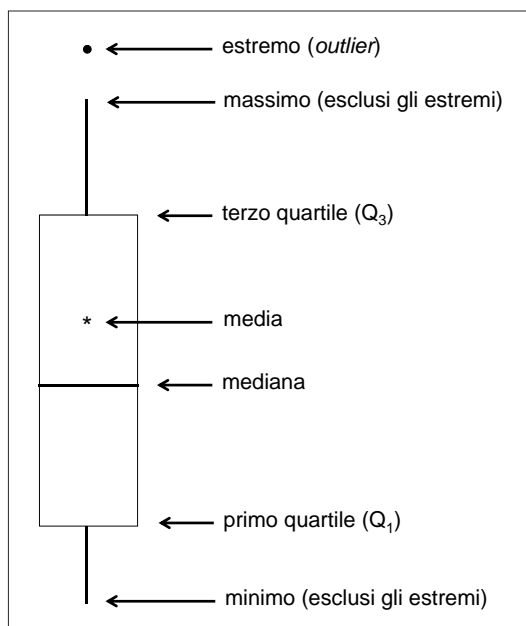 estremo (outlier)
massimo (esclusi gli estremi)
terzo quartile (Q₃)
* media
mediana
primo quartile (Q₁)
minimo (esclusi gli estremi)